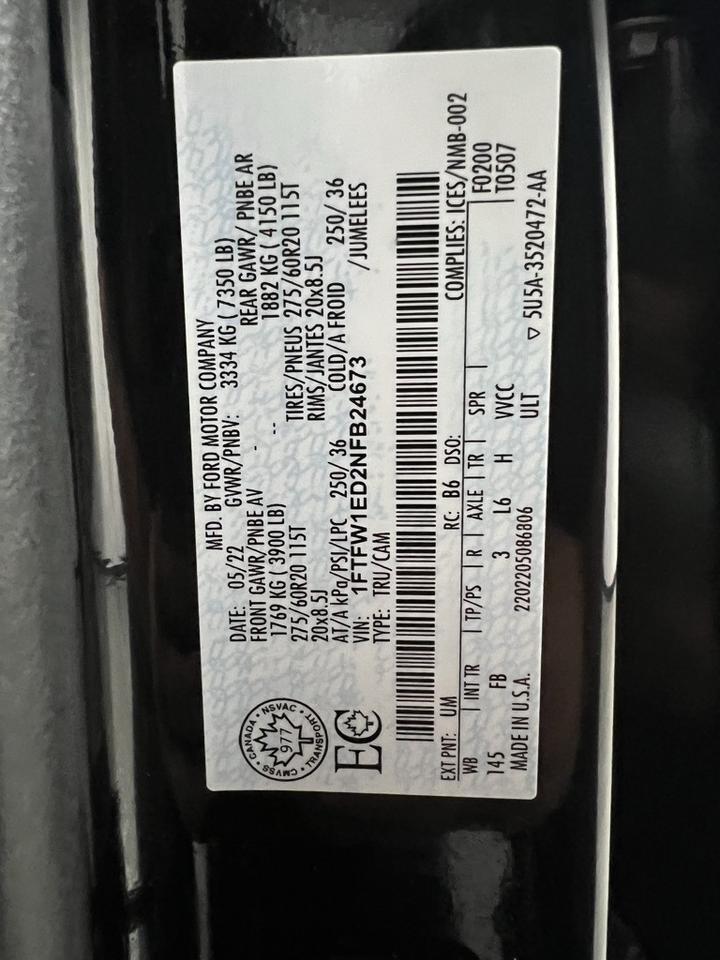 MFD. BY FORD MOTOR COMPANY
DATE: 05/22 GVWR/PNBV: 3334 KG ( 7350 LB)
FRONT GAWR/PNBE AV - REAR GAWR/ PNBE AR
1769 KG ( 3900 LB) -- 1882 KG ( 4150 LB)
275/60R20 115T TIRES/PNEUS 275/60R20 115T
20x8.5J RIMS/JANTES 20x8.5J
AT/A kPa/PSI/LPC 250/ 36 COLD/A FROID 250/ 36
VIN: 1FTFW1ED2NFB24673 /JUMELEES
TYPE: TRU/CAM
CANADA • NSVAC • TRANSPORT • CMVSS •
977
EC
EXT PNT: UM RC: B6 DSO: COMPLIES: ICES/NMB-002
WB | INT TR | TP/PS | R | AXLE | TR | SPR | F0200
145 FB 3 L6 H VVCC T0507
ULT
MADE IN U.S.A. 2202205086806 ▽ 5U5A-3520472-AA